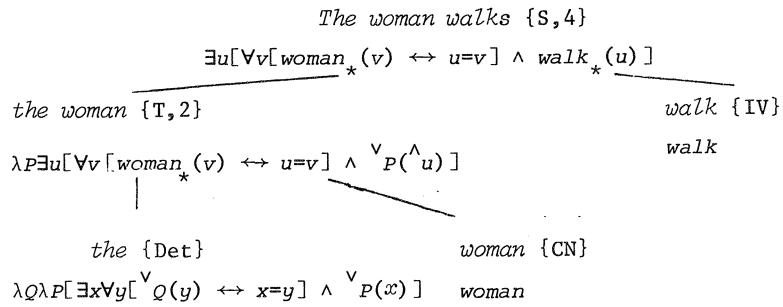 The woman walks {S,4}
∃u[∀v[woman*(v) ↔ u=v] ∧ walk*(u)]
the woman {T,2} walk {IV}
λP∃u[∀v[woman*(v) ↔ u=v] ∧ ˅P(^u)] walk
the {Det} woman {CN}
λQλP[∃x∀y[˅Q(y) ↔ x=y] ∧ ˅P(x)] woman